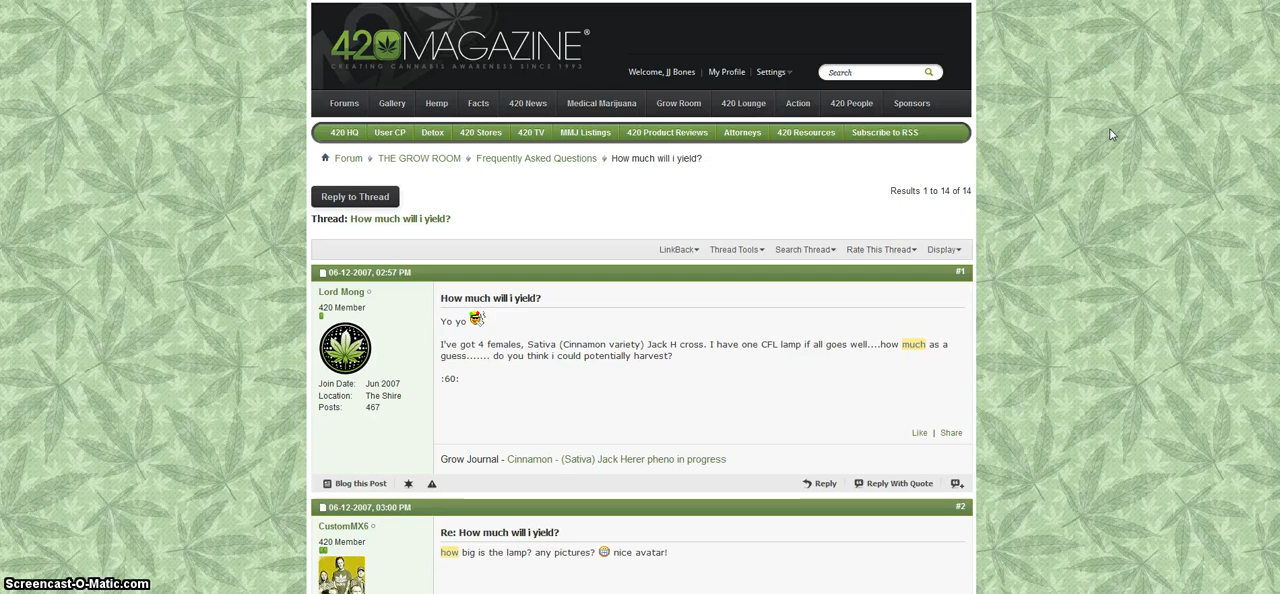 420MAGAZINE®
CREATING CANNABIS AWARENESS SINCE 1993
Welcome, JJ Bones | My Profile | Settings
Search
Forums Gallery Hemp Facts 420 News Medical Marijuana Grow Room 420 Lounge Action 420 People Sponsors
420 HQ User CP Detox 420 Stores 420 TV MMJ Listings 420 Product Reviews Attorneys 420 Resources Subscribe to RSS
Forum THE GROW ROOM Frequently Asked Questions How much will i yield?
Reply to Thread
Results 1 to 14 of 14
Thread: How much will i yield?
LinkBack Thread Tools Search Thread Rate This Thread Display
06-12-2007, 02:57 PM #1
Lord Mong
420 Member
Join Date: Jun 2007
Location: The Shire
Posts: 467
How much will i yield?
Yo yo
I've got 4 females, Sativa (Cinnamon variety) Jack H cross. I have one CFL lamp if all goes well....how much as a
guess....... do you think i could potentially harvest?
:60:
Like | Share
Grow Journal - Cinnamon - (Sativa) Jack Herer pheno in progress
Blog this Post Reply Reply With Quote
06-12-2007, 03:00 PM #2
CustomMX6
420 Member
Re: How much will i yield?
how big is the lamp? any pictures? nice avatar!
Screencast-O-Matic.com